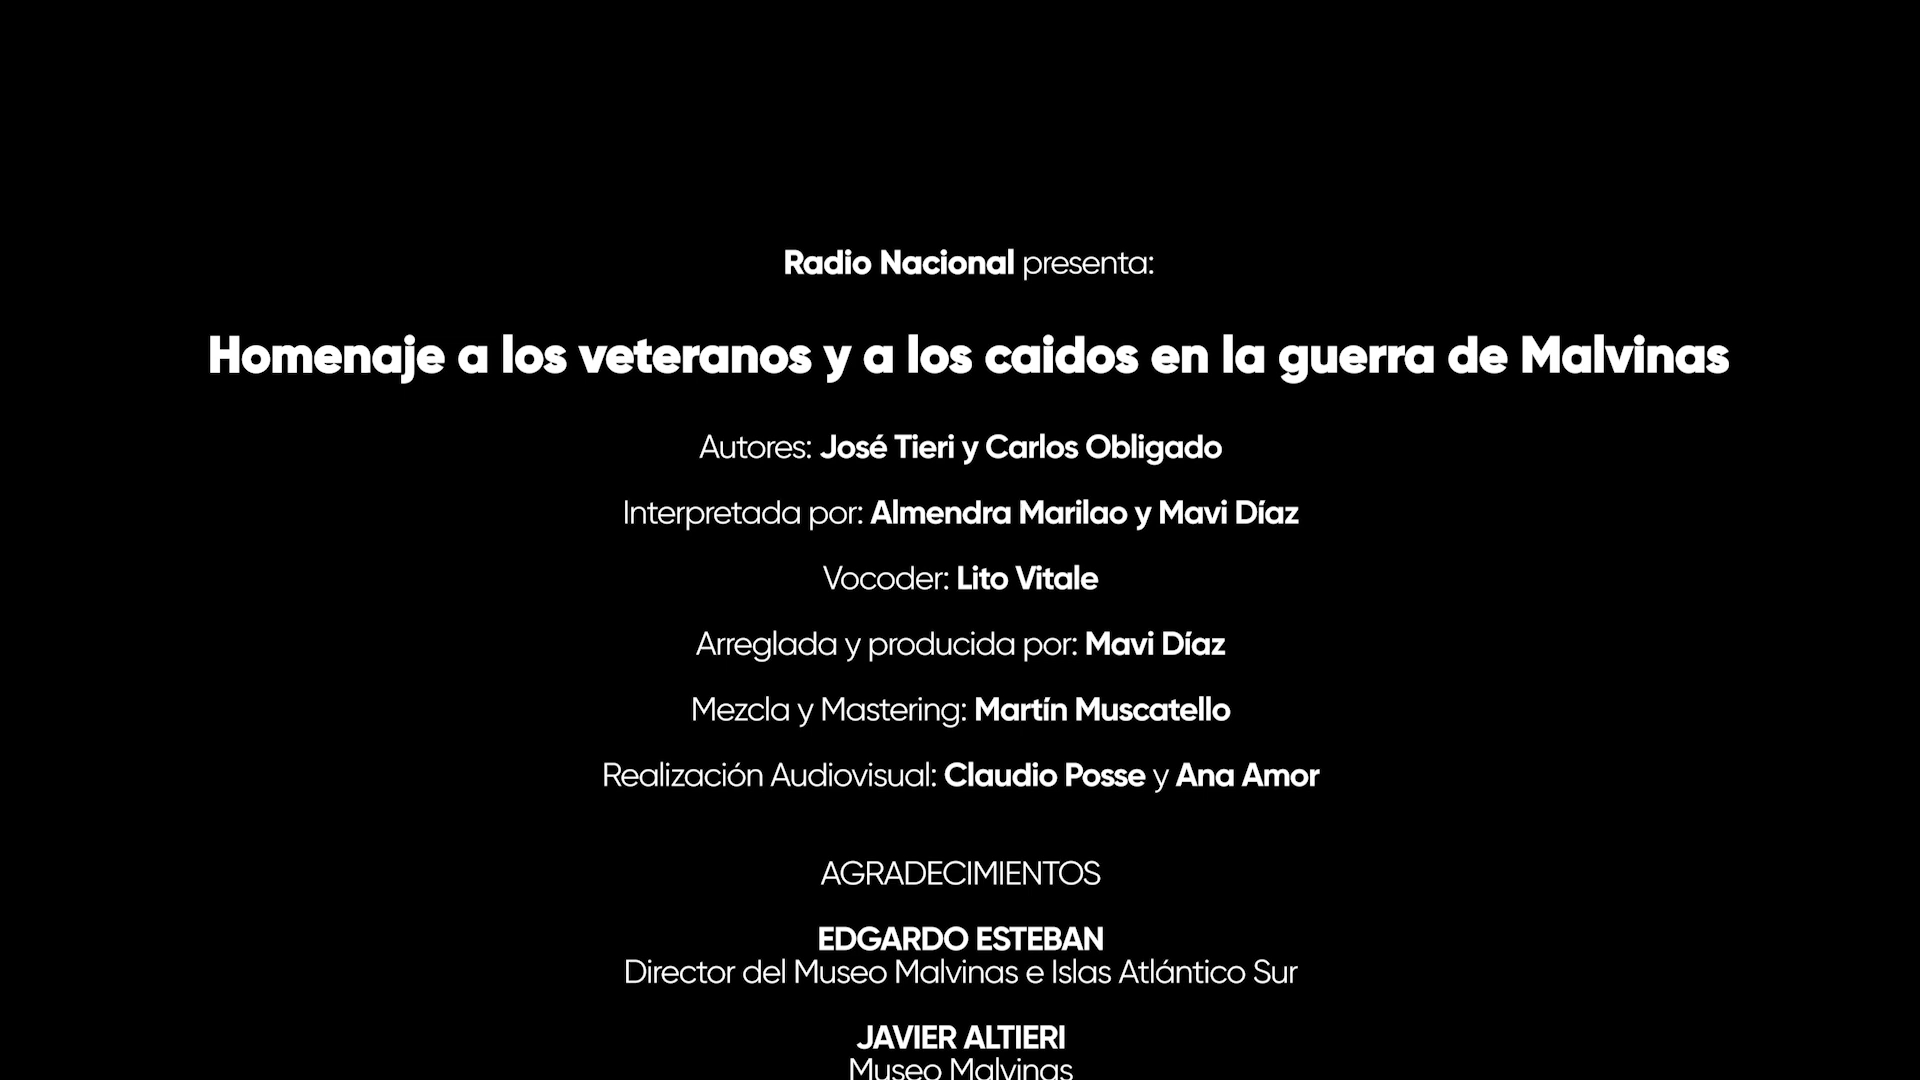 Radio Nacional presenta:
Homenaje a los veteranos y a los caidos en la guerra de Malvinas
Autores: José Tieri y Carlos Obligado
Interpretada por: Almendra Marilao y Mavi Díaz
Vocoder: Lito Vitale
Arreglada y producida por: Mavi Díaz
Mezcla y Mastering: Martín Muscatello
Realización Audiovisual: Claudio Posse y Ana Amor
AGRADECIMIENTOS
EDGARDO ESTEBAN
Director del Museo Malvinas e Islas Atlántico Sur
JAVIER ALTIERI
Museo Malvinas